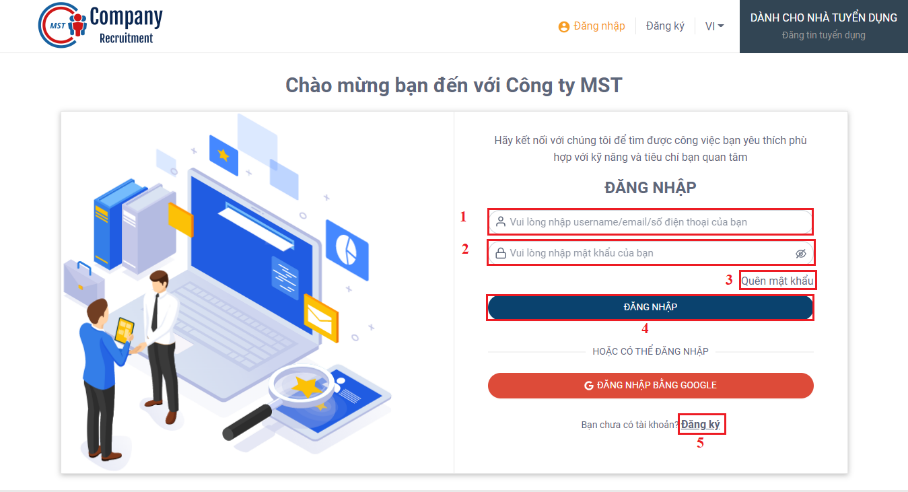 MST
Company
Recruitment
Đăng nhập
Đăng ký
VI
DÀNH CHO NHÀ TUYỂN DỤNG
Đăng tin tuyển dụng
Chào mừng bạn đến với Công ty MST
Hãy kết nối với chúng tôi để tìm được công việc bạn yêu thích phù
hợp với kỹ năng và tiêu chí bạn quan tâm
ĐĂNG NHẬP
1 Vui lòng nhập username/email/số điện thoại của bạn
2 Vui lòng nhập mật khẩu của bạn
3 Quên mật khẩu
ĐĂNG NHẬP
4
HOẶC CÓ THỂ ĐĂNG NHẬP
G ĐĂNG NHẬP BẰNG GOOGLE
Bạn chưa có tài khoản? Đăng ký
5